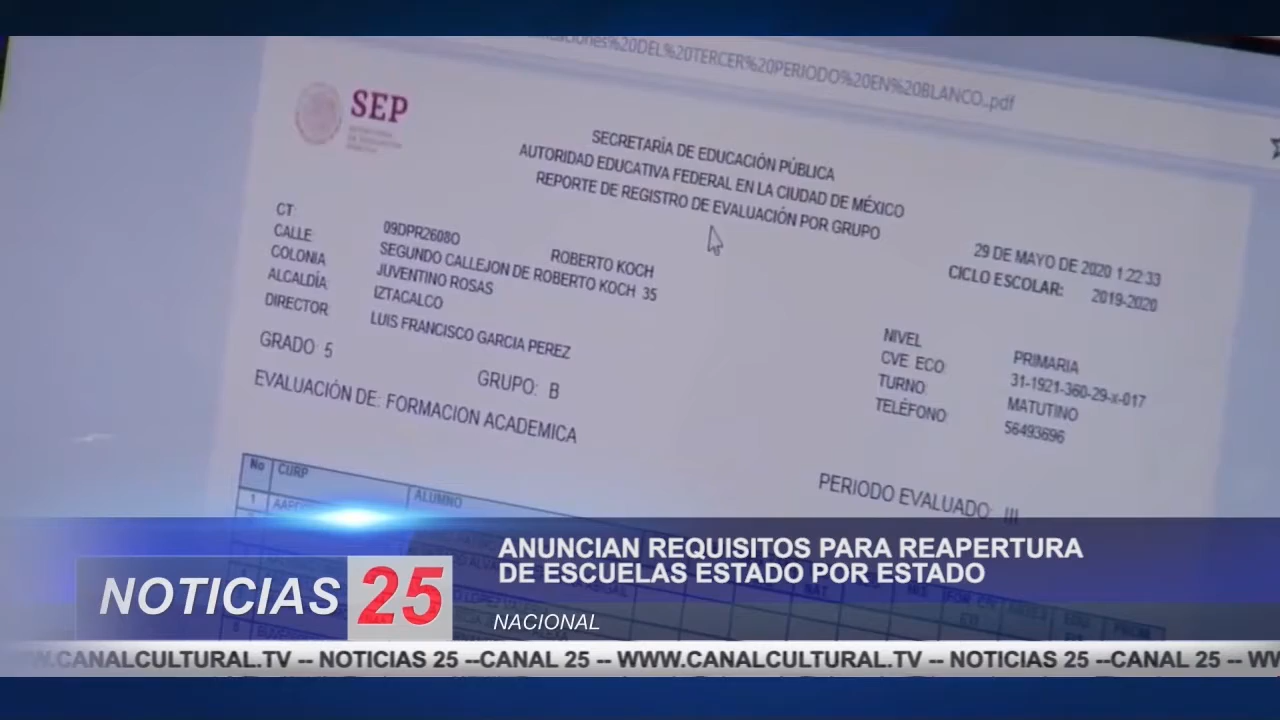 ciones%20DEL%20TERCER%20PERIODO%20EN%20BLANCO..pdf
SEP
SECRETARÍA DE EDUCACIÓN PÚBLICA
AUTORIDAD EDUCATIVA FEDERAL EN LA CIUDAD DE MÉXICO
REPORTE DE REGISTRO DE EVALUACIÓN POR GRUPO
29 DE MAYO DE 2020 1:22:33
CICLO ESCOLAR: 2019-2020
CT: 09DPR2608O ROBERTO KOCH
CALLE: SEGUNDO CALLEJON DE ROBERTO KOCH 35
COLONIA JUVENTINO ROSAS
ALCALDÍA: IZTACALCO
DIRECTOR: LUIS FRANCISCO GARCIA PEREZ
NIVEL PRIMARIA
CVE ECO: 31-1921-360-29-x-017
TURNO: MATUTINO
TELÉFONO: 56493696
GRADO: 5 GRUPO: B
EVALUACIÓN DE: FORMACION ACADEMICA
PERIODO EVALUADO: III
No CURP ALUMNO
1
ANUNCIAN REQUISITOS PARA REAPERTURA
DE ESCUELAS ESTADO POR ESTADO
NOTICIAS 25
NACIONAL
WW.CANALCULTURAL.TV -- NOTICIAS 25 --CANAL 25 -- WWW.CANALCULTURAL.TV -- NOTICIAS 25 --CANAL 25 -- WW